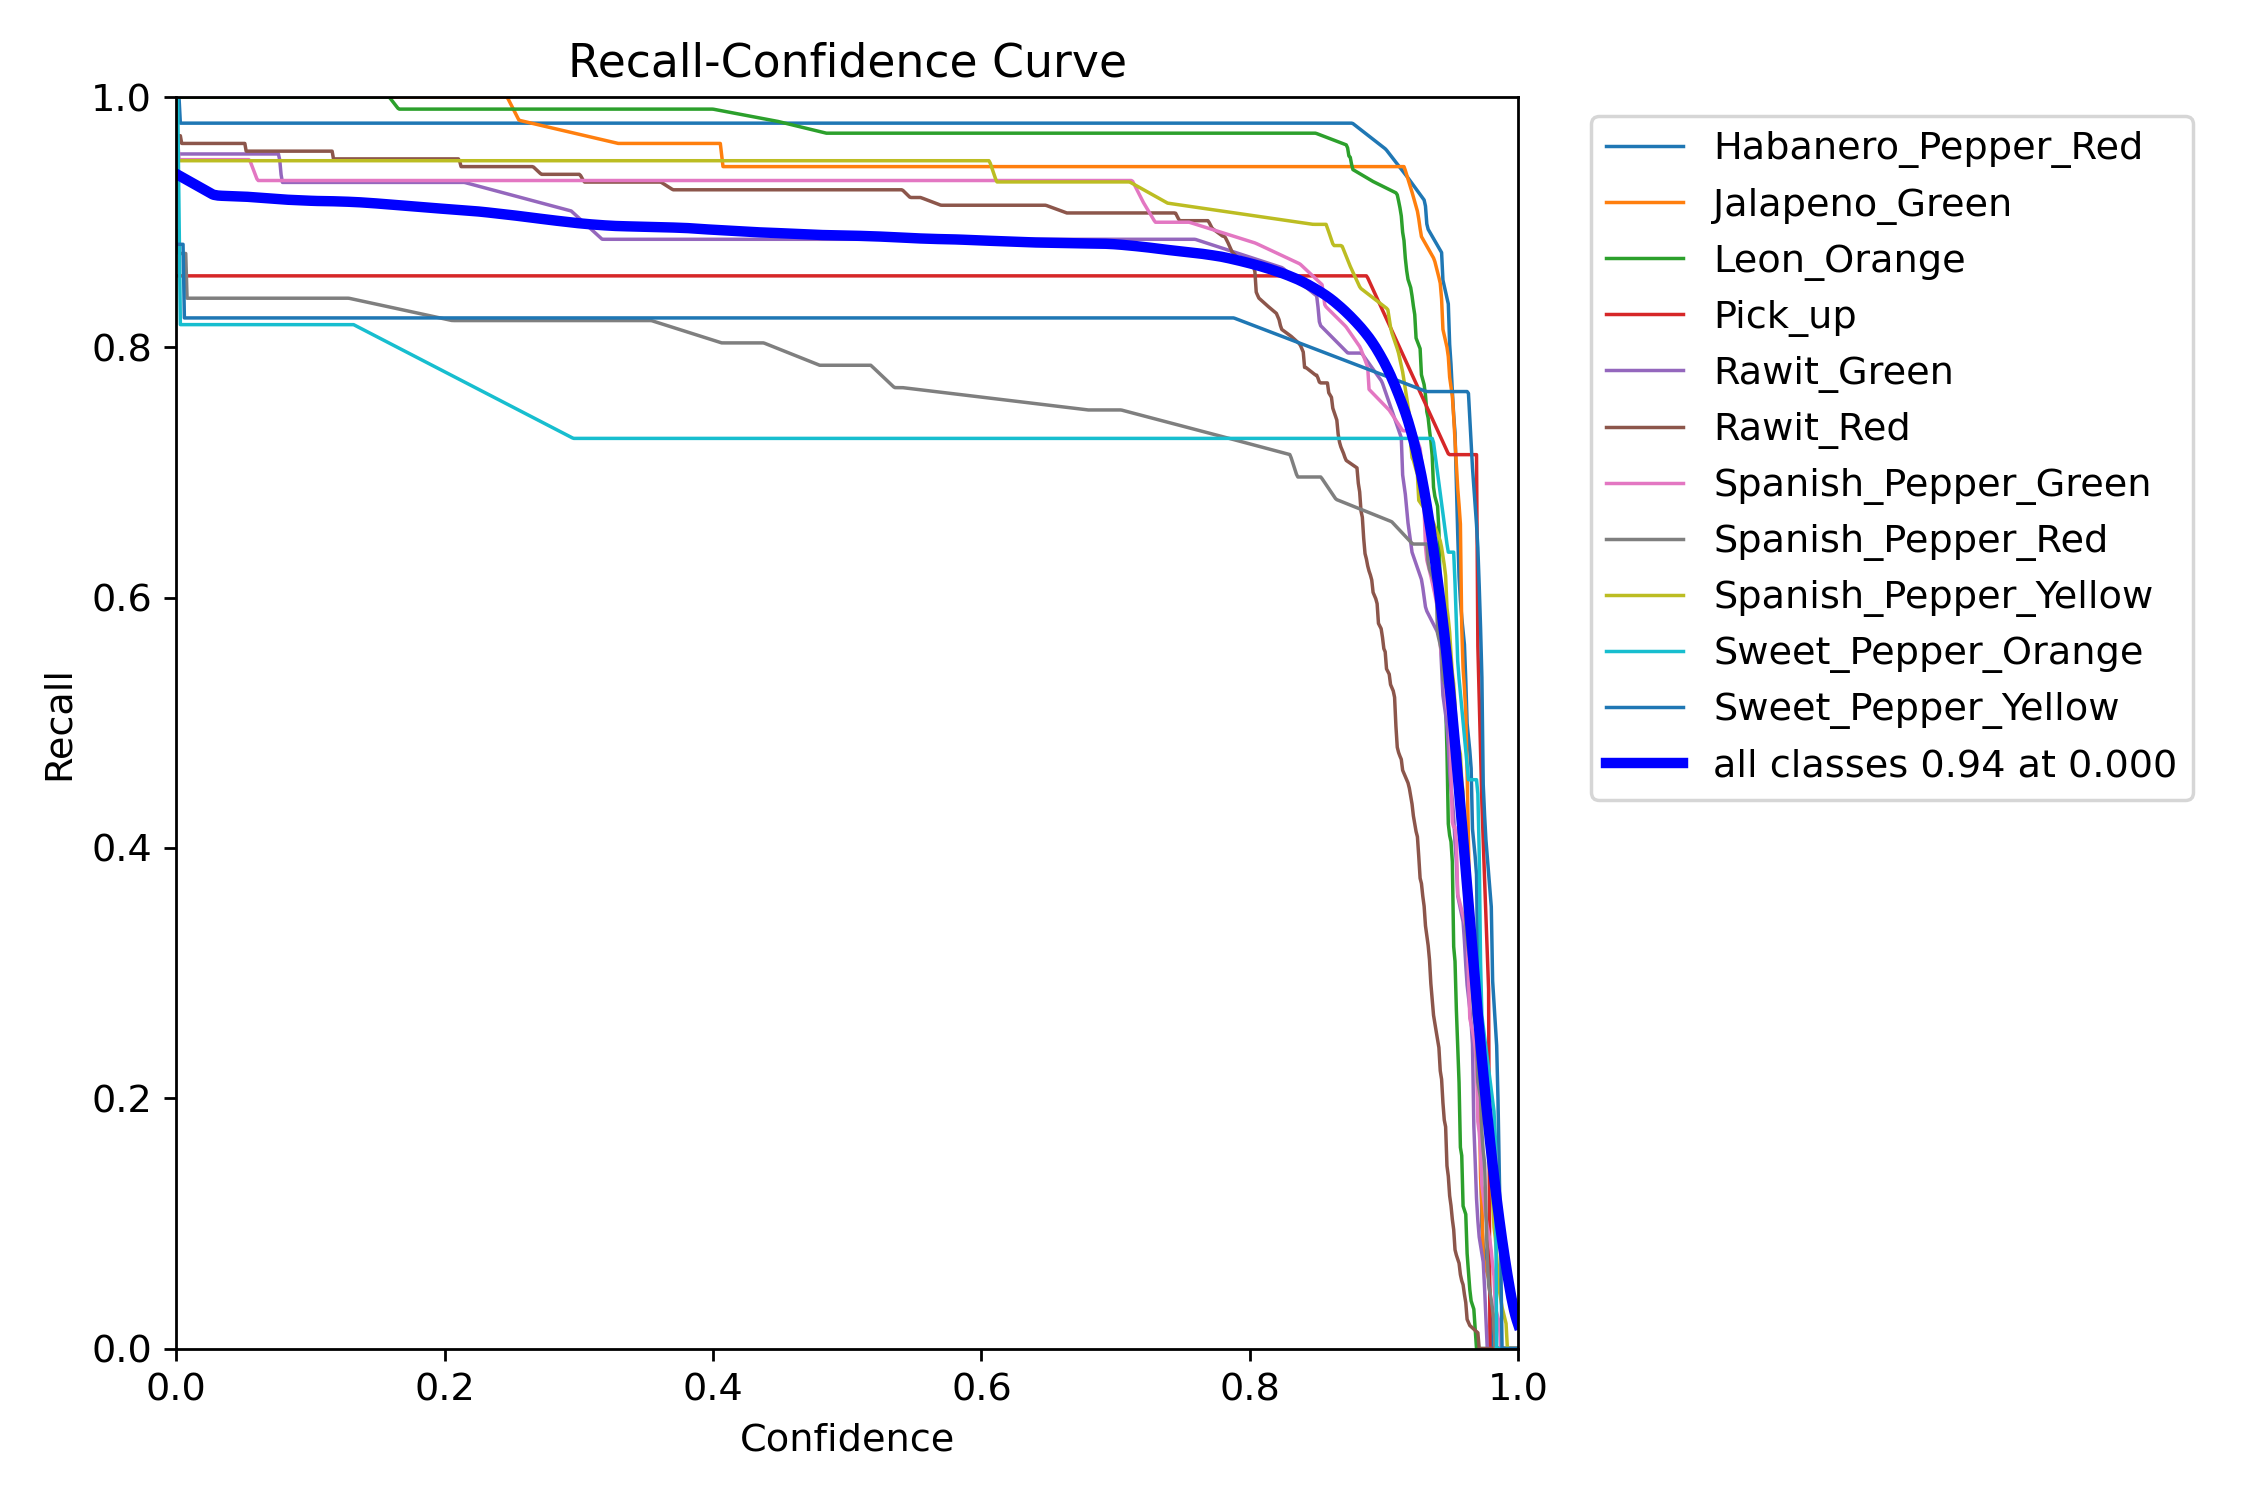 Recall-Confidence Curve
1.0
0.8
0.6
0.4
0.2
0.0
Recall
0.0 0.2 0.4 0.6 0.8 1.0
Confidence
Habanero_Pepper_Red
Jalapeno_Green
Leon_Orange
Pick_up
Rawit_Green
Rawit_Red
Spanish_Pepper_Green
Spanish_Pepper_Red
Spanish_Pepper_Yellow
Sweet_Pepper_Orange
Sweet_Pepper_Yellow
all classes 0.94 at 0.000